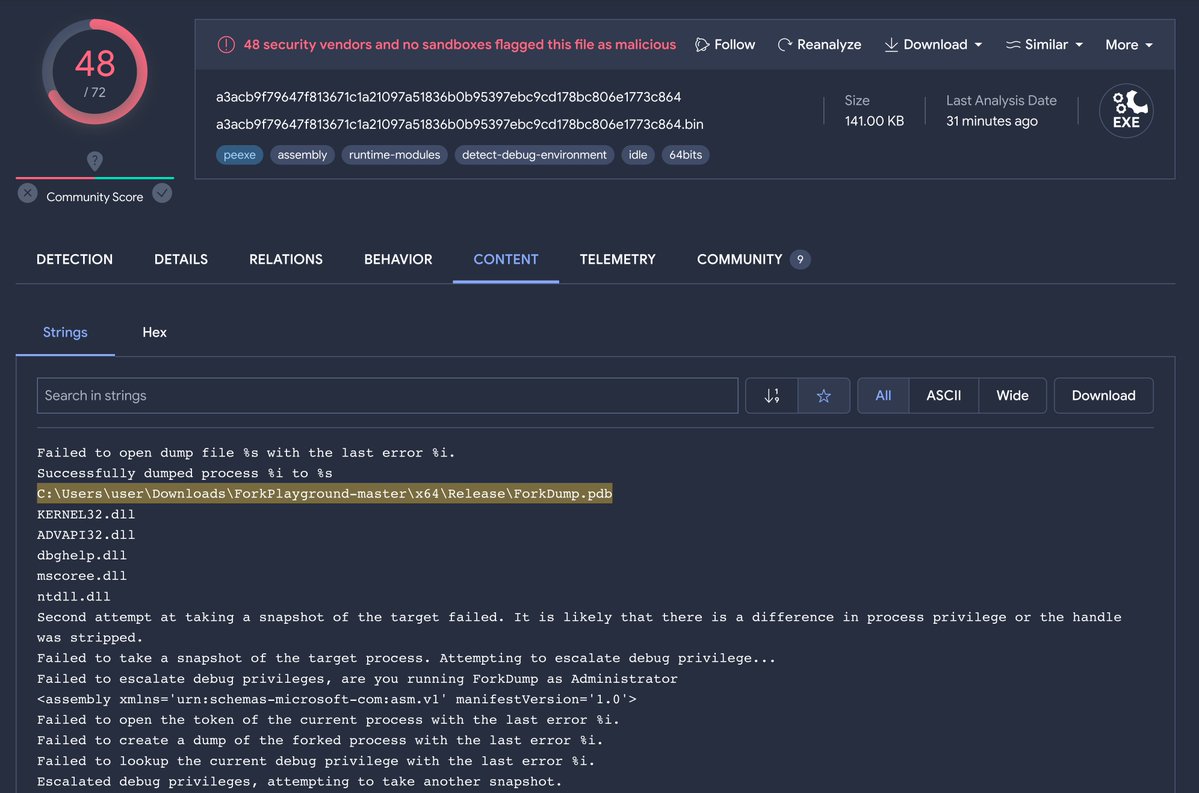 48
/ 72
Community Score
48 security vendors and no sandboxes flagged this file as malicious
Follow
Reanalyze
Download
Similar
More
a3acb9f79647f813671c1a21097a51836b0b95397ebc9cd178bc806e1773c864
a3acb9f79647f813671c1a21097a51836b0b95397ebc9cd178bc806e1773c864.bin
peexe
assembly
runtime-modules
detect-debug-environment
idle
64bits
Size
141.00 KB
Last Analysis Date
31 minutes ago
EXE
DETECTION
DETAILS
RELATIONS
BEHAVIOR
CONTENT
TELEMETRY
COMMUNITY 9
Strings
Hex
Search in strings
All
ASCII
Wide
Download
Failed to open dump file %s with the last error %i.
Successfully dumped process %i to %s
C:\Users\user\Downloads\ForkPlayground-master\x64\Release\ForkDump.pdb
KERNEL32.dll
ADVAPI32.dll
dbghelp.dll
mscoree.dll
ntdll.dll
Second attempt at taking a snapshot of the target failed. It is likely that there is a difference in process privilege or the handle
was stripped.
Failed to take a snapshot of the target process. Attempting to escalate debug privilege...
Failed to escalate debug privileges, are you running ForkDump as Administrator
<assembly xmlns='urn:schemas-microsoft-com:asm.v1' manifestVersion='1.0'>
Failed to open the token of the current process with the last error %i.
Failed to create a dump of the forked process with the last error %i.
Failed to lookup the current debug privilege with the last error %i.
Escalated debug privileges, attempting to take another snapshot.